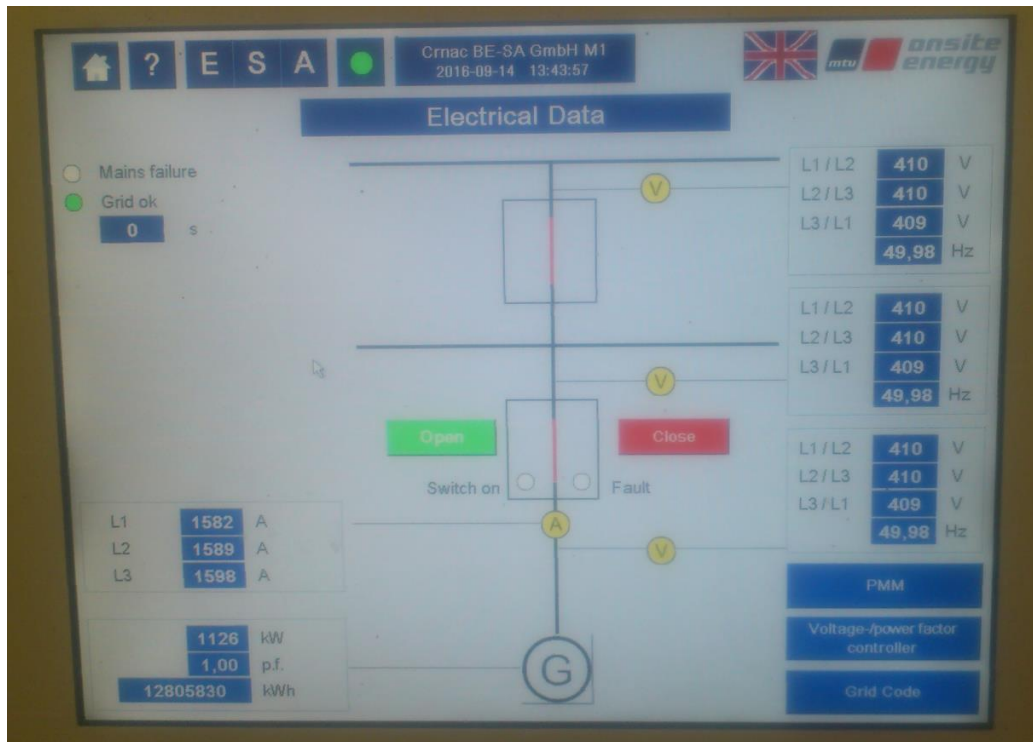 ? E S A
Crnac BE-SA GmbH M1
2016-09-14 13:43:57
mtu onsite energy
Electrical Data
Mains failure
Grid ok
0 s
V
L1 / L2 410 V
L2 / L3 410 V
L3 / L1 409 V
49,98 Hz
L1 / L2 410 V
L2 / L3 410 V
L3 / L1 409 V
49,98 Hz
V
Open
Close
Switch on
Fault
L1 / L2 410 V
L2 / L3 410 V
L3 / L1 409 V
49,98 Hz
A
V
L1 1582 A
L2 1589 A
L3 1598 A
PMM
Voltage-/power factor
controller
Grid Code
1126 kW
1,00 p.f.
12805830 kWh
G